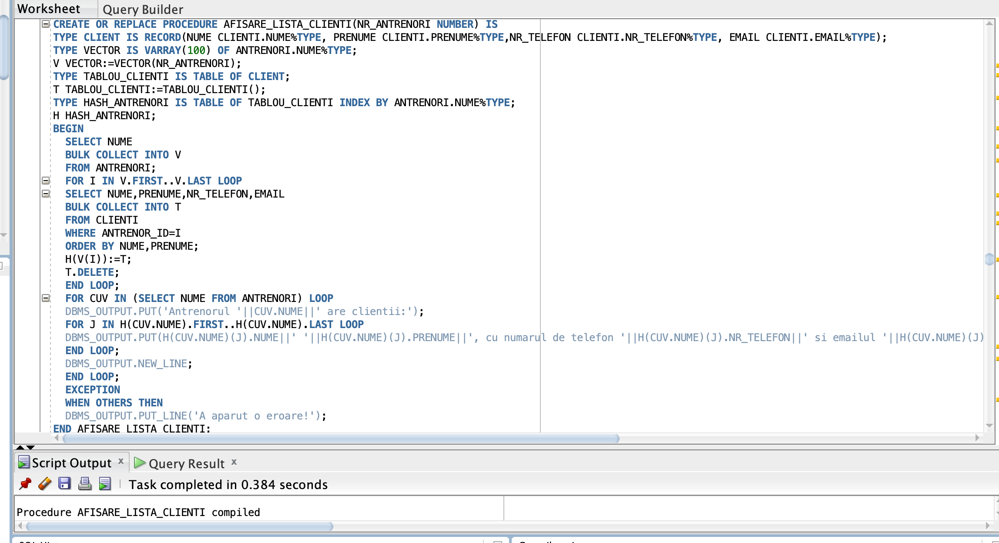 Worksheet
Query Builder
CREATE OR REPLACE PROCEDURE AFISARE_LISTA_CLIENTI(NR_ANTRENORI NUMBER) IS
TYPE CLIENT IS RECORD(NUME CLIENTI.NUME%TYPE, PRENUME CLIENTI.PRENUME%TYPE,NR_TELEFON CLIENTI.NR_TELEFON%TYPE, EMAIL CLIENTI.EMAIL%TYPE);
TYPE VECTOR IS VARRAY(100) OF ANTRENORI.NUME%TYPE;
V VECTOR:=VECTOR(NR_ANTRENORI);
TYPE TABLOU_CLIENTI IS TABLE OF CLIENT;
T TABLOU_CLIENTI:=TABLOU_CLIENTI();
TYPE HASH_ANTRENORI IS TABLE OF TABLOU_CLIENTI INDEX BY ANTRENORI.NUME%TYPE;
H HASH_ANTRENORI;
BEGIN
SELECT NUME
BULK COLLECT INTO V
FROM ANTRENORI;
FOR I IN V.FIRST..V.LAST LOOP
SELECT NUME,PRENUME,NR_TELEFON,EMAIL
BULK COLLECT INTO T
FROM CLIENTI
WHERE ANTRENOR_ID=I
ORDER BY NUME,PRENUME;
H(V(I)):=T;
T.DELETE;
END LOOP;
FOR CUV IN (SELECT NUME FROM ANTRENORI) LOOP
DBMS_OUTPUT.PUT('Antrenorul '||CUV.NUME||' are clientii:');
FOR J IN H(CUV.NUME).FIRST..H(CUV.NUME).LAST LOOP
DBMS_OUTPUT.PUT(H(CUV.NUME)(J).NUME||' '||H(CUV.NUME)(J).PRENUME||', cu numarul de telefon '||H(CUV.NUME)(J).NR_TELEFON||' si emailul '||H(CUV.NUME)(J)
END LOOP;
DBMS_OUTPUT.NEW_LINE;
END LOOP;
EXCEPTION
WHEN OTHERS THEN
DBMS_OUTPUT.PUT_LINE('A aparut o eroare!');
END AFISARE_LISTA_CLIENTI;
Script Output x
Query Result x
Task completed in 0.384 seconds
Procedure AFISARE_LISTA_CLIENTI compiled